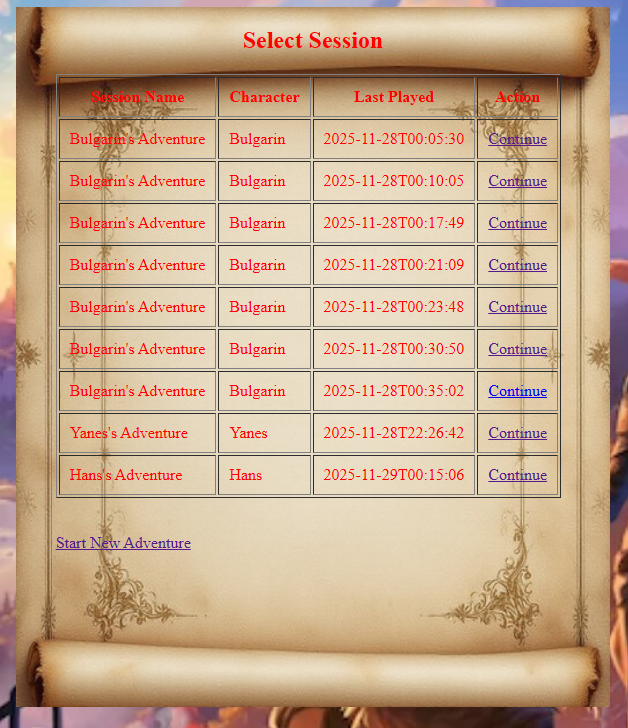 Select Session
Session Name Character Last Played Action
Bulgarin's Adventure Bulgarin 2025-11-28T00:05:30 Continue
Bulgarin's Adventure Bulgarin 2025-11-28T00:10:05 Continue
Bulgarin's Adventure Bulgarin 2025-11-28T00:17:49 Continue
Bulgarin's Adventure Bulgarin 2025-11-28T00:21:09 Continue
Bulgarin's Adventure Bulgarin 2025-11-28T00:23:48 Continue
Bulgarin's Adventure Bulgarin 2025-11-28T00:30:50 Continue
Bulgarin's Adventure Bulgarin 2025-11-28T00:35:02 Continue
Yanes's Adventure Yanes 2025-11-28T22:26:42 Continue
Hans's Adventure Hans 2025-11-29T00:15:06 Continue
Start New Adventure